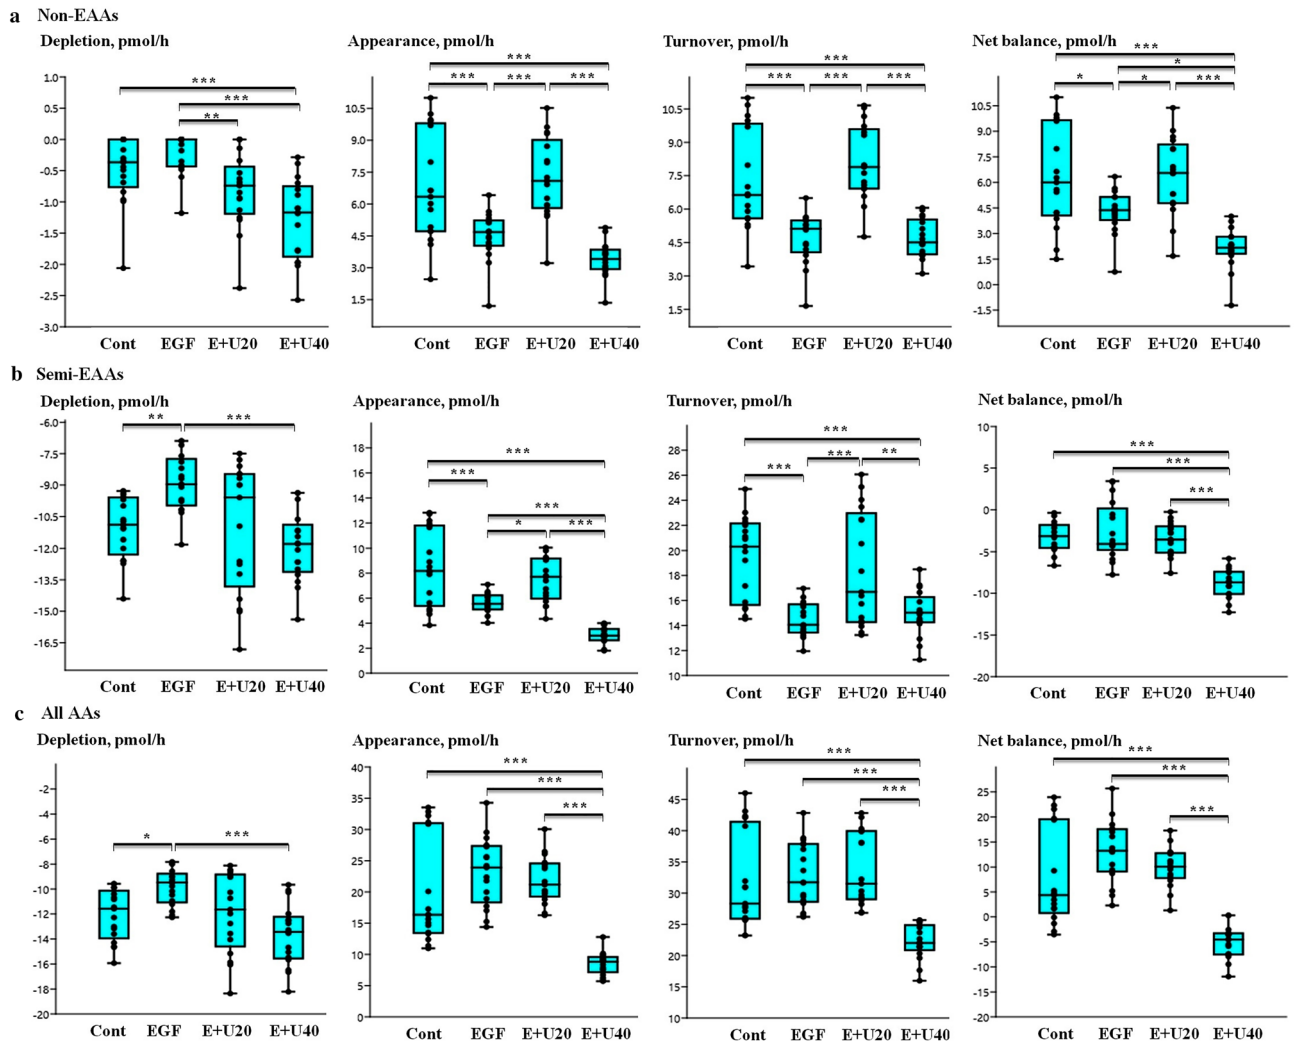 a Non-EAAs
Depletion, pmol/h Appearance, pmol/h Turnover, pmol/h Net balance, pmol/h
*** *** *** **
*** *** *** ***
*** *** *** ***
*** * * * ***
1.0 0.5 0.0 -0.5 -1.0 -1.5 -2.0 -2.5 -3.0
10.5 9.0 7.5 6.0 4.5 3.0 1.5
10.5 9.0 7.5 6.0 4.5 3.0 1.5
10.5 9.0 7.5 6.0 4.5 3.0 1.5 0.0 -1.5
Cont EGF E+U20 E+U40 Cont EGF E+U20 E+U40 Cont EGF E+U20 E+U40 Cont EGF E+U20 E+U40
b Semi-EAAs
Depletion, pmol/h Appearance, pmol/h Turnover, pmol/h Net balance, pmol/h
** ***
*** *** *** * ***
*** *** *** **
*** *** ***
-6.0 -7.5 -9.0 -10.5 -12.0 -13.5 -15.0 -16.5
18 16 14 12 10 8 6 4 2 0
28 26 24 22 20 18 16 14 12 10
10 5 0 -5 -10 -15 -20
Cont EGF E+U20 E+U40 Cont EGF E+U20 E+U40 Cont EGF E+U20 E+U40 Cont EGF E+U20 E+U40
c All AAs
Depletion, pmol/h Appearance, pmol/h Turnover, pmol/h Net balance, pmol/h
* ***
*** *** ***
*** *** ***
*** *** ***
-2 -4 -6 -8 -10 -12 -14 -16 -18 -20
40 35 30 25 20 15 10 5 0
45 40 35 30 25 20 15 10
25 20 15 10 5 0 -5 -10 -15 -20
Cont EGF E+U20 E+U40 Cont EGF E+U20 E+U40 Cont EGF E+U20 E+U40 Cont EGF E+U20 E+U40